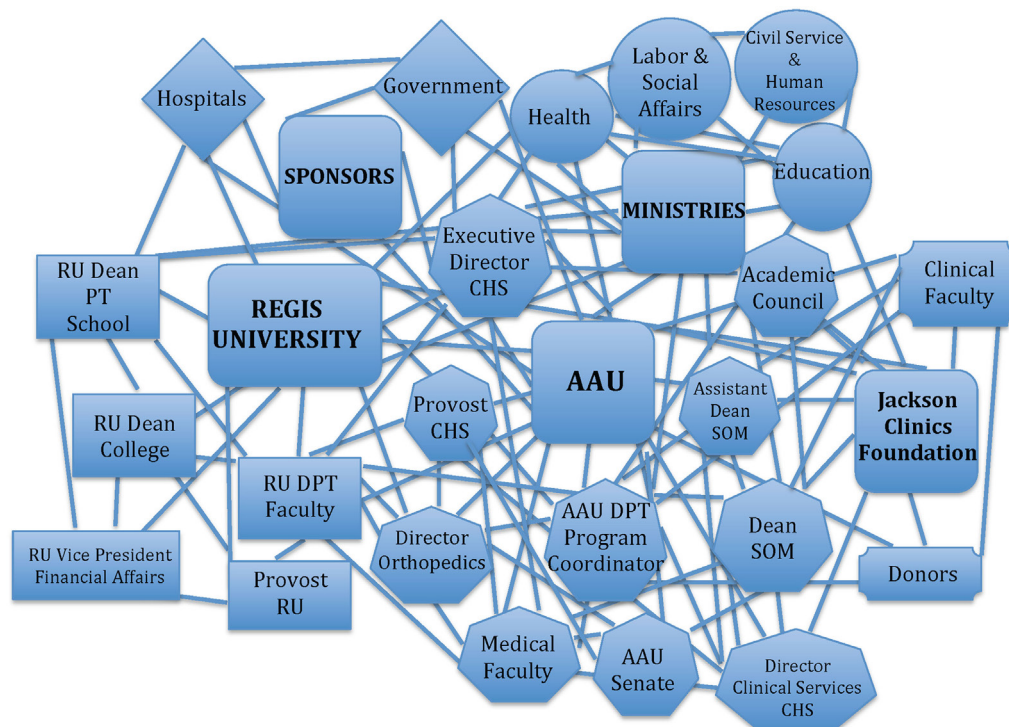 Hospitals
Government
Health
Labor &
Social
Affairs
Civil Service
&
Human
Resources
SPONSORS
MINISTRIES
Education
RU Dean
PT
School
REGIS
UNIVERSITY
Executive
Director
CHS
Academic
Council
Clinical
Faculty
AAU
RU Dean
College
Provost
CHS
Assistant
Dean
SOM
Jackson
Clinics
Foundation
RU DPT
Faculty
Director
Orthopedics
AAU DPT
Program
Coordinator
Dean
SOM
RU Vice President
Financial Affairs
Provost
RU
Donors
Medical
Faculty
AAU
Senate
Director
Clinical Services
CHS